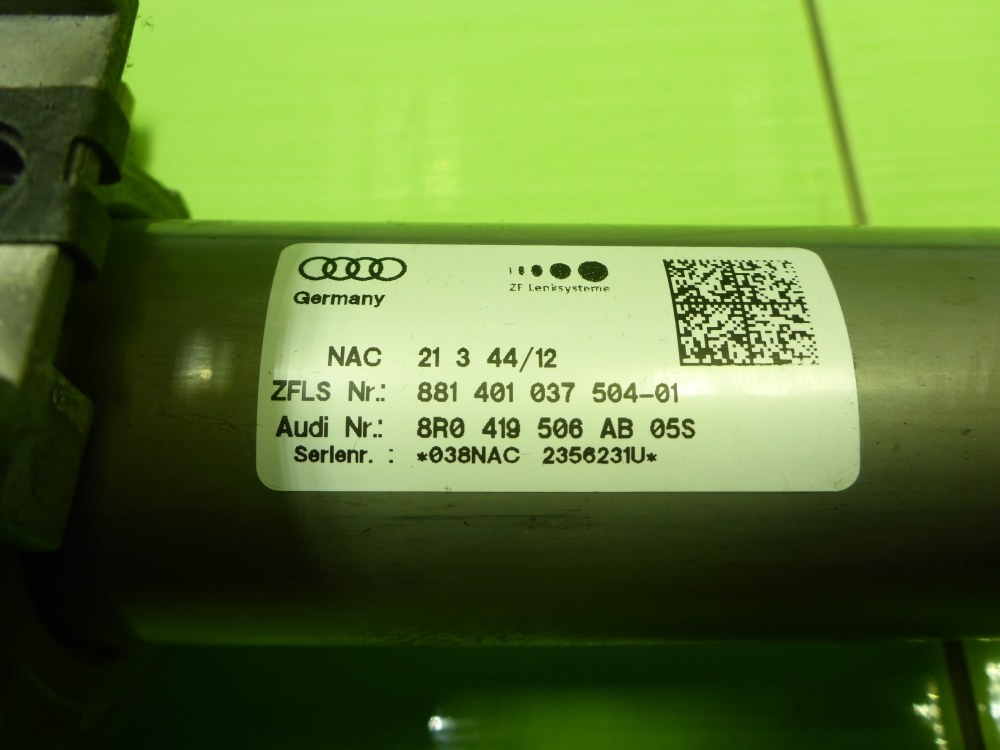 Germany
ZF Lenksysteme
NAC 21 3 44/12
ZFLS Nr.: 881 401 037 504-01
Audi Nr.: 8R0 419 506 AB 05S
Serienr. : *038NAC 2356231U*